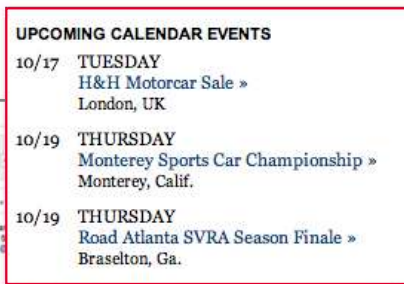 UPCOMING CALENDAR EVENTS
10/17 TUESDAY
H&H Motorcar Sale »
London, UK
10/19 THURSDAY
Monterey Sports Car Championship »
Monterey, Calif.
10/19 THURSDAY
Road Atlanta SVRA Season Finale »
Braselton, Ga.